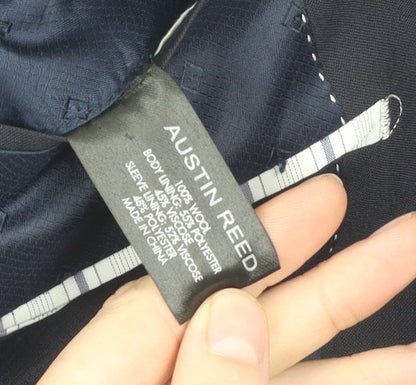 AUSTIN REED
100% WOOL
BODY LINING: 55% POLYESTER
45% VISCOSE
SLEEVE LINING: 52% VISCOSE
48% POLYESTER
MADE IN CHINA